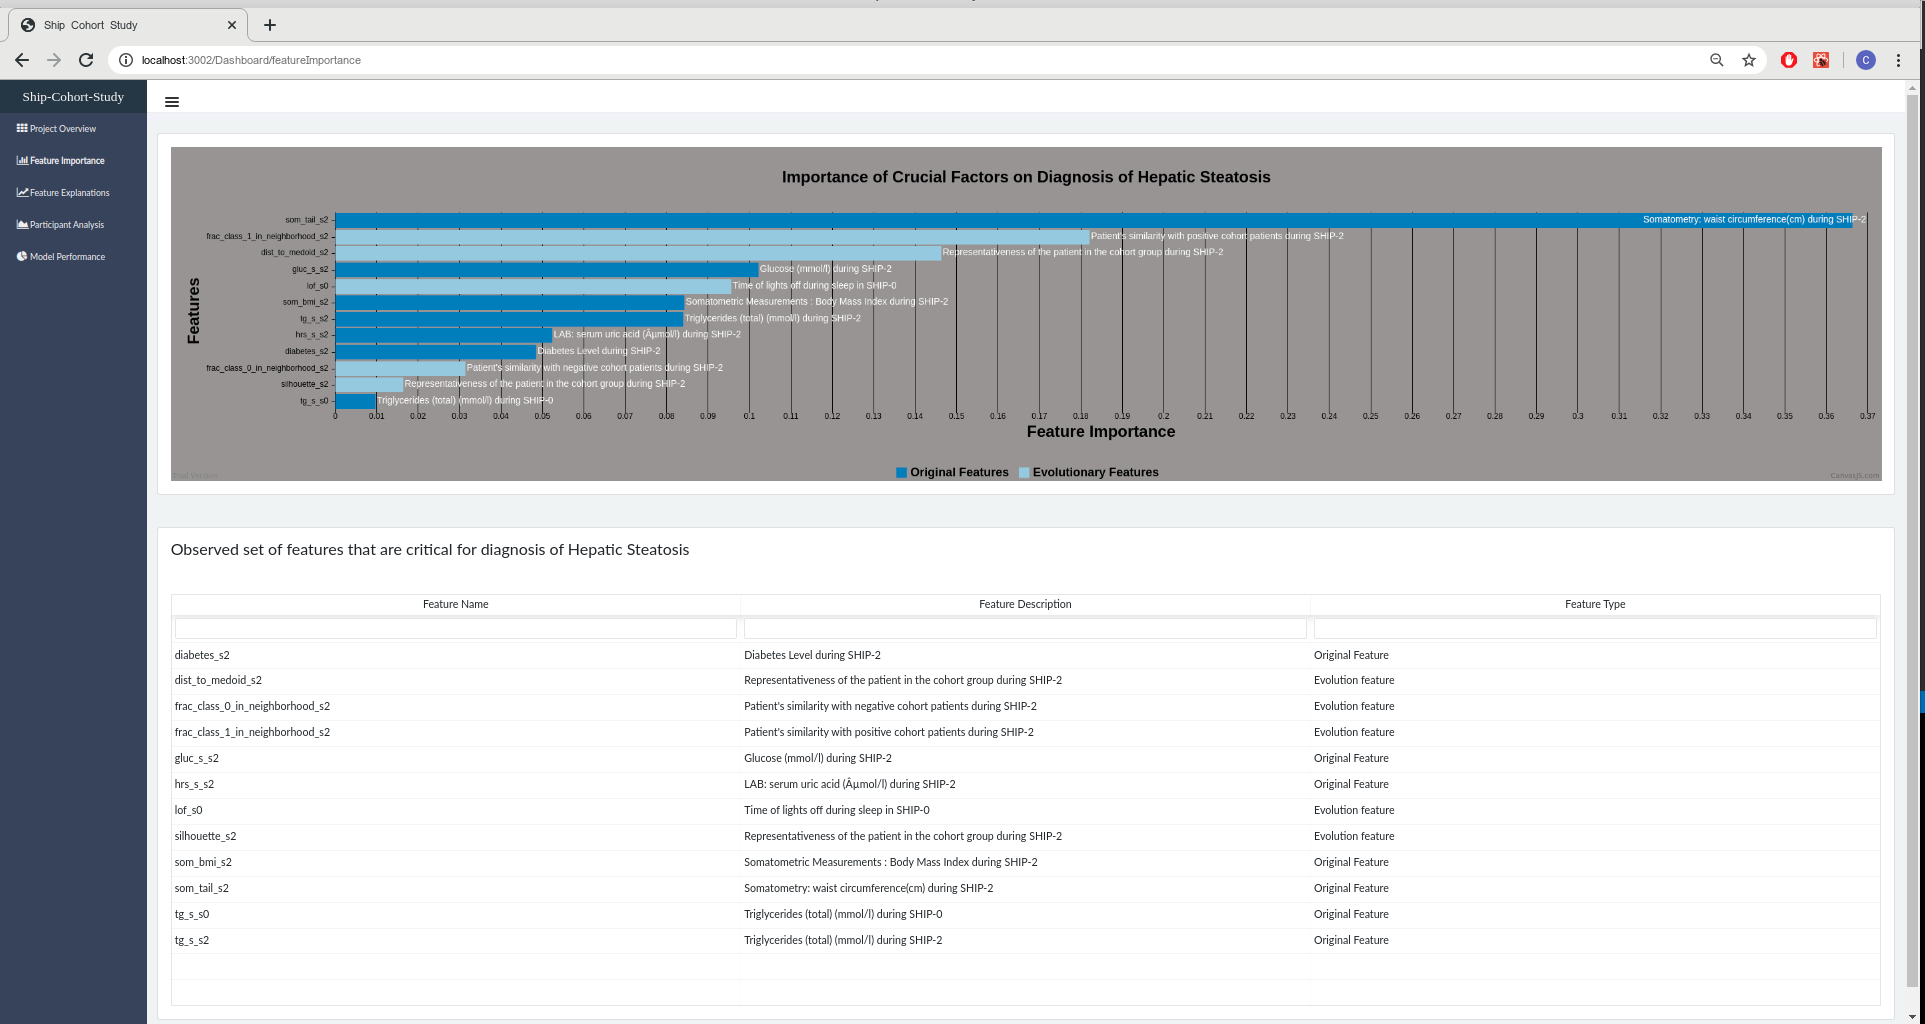 Ship Cohort Study
localhost:3002/Dashboard/featureImportance
C
Ship-Cohort-Study
Project Overview
Feature Importance
Feature Explanations
Participant Analysis
Model Performance
Importance of Crucial Factors on Diagnosis of Hepatic Steatosis
Features
som_tail_s2 Somatometry: waist circumference(cm) during SHIP-2
frac_class_1_in_neighborhood_s2 Patient's similarity with positive cohort patients during SHIP-2
dist_to_medoid_s2 Representativeness of the patient in the cohort group during SHIP-2
gluc_s_s2 Glucose (mmol/l) during SHIP-2
lof_s0 Time of lights off during sleep in SHIP-0
som_bmi_s2 Somatometric Measurements : Body Mass Index during SHIP-2
tg_s_s2 Triglycerides (total) (mmol/l) during SHIP-2
hrs_s_s2 LAB: serum uric acid (Âµmol/l) during SHIP-2
diabetes_s2 Diabetes Level during SHIP-2
frac_class_0_in_neighborhood_s2 Patient's similarity with negative cohort patients during SHIP-2
silhouette_s2 Representativeness of the patient in the cohort group during SHIP-2
tg_s_s0 Triglycerides (total) (mmol/l) during SHIP-0
0 0.01 0.02 0.03 0.04 0.05 0.06 0.07 0.08 0.09 0.1 0.11 0.12 0.13 0.14 0.15 0.16 0.17 0.18 0.19 0.2 0.21 0.22 0.23 0.24 0.25 0.26 0.27 0.28 0.29 0.3 0.31 0.32 0.33 0.34 0.35 0.36 0.37
Feature Importance
Original Features Evolutionary Features
Trial Version CanvasJS.com
Observed set of features that are critical for diagnosis of Hepatic Steatosis
Feature Name Feature Description Feature Type
diabetes_s2 Diabetes Level during SHIP-2 Original Feature
dist_to_medoid_s2 Representativeness of the patient in the cohort group during SHIP-2 Evolution feature
frac_class_0_in_neighborhood_s2 Patient's similarity with negative cohort patients during SHIP-2 Evolution feature
frac_class_1_in_neighborhood_s2 Patient's similarity with positive cohort patients during SHIP-2 Evolution feature
gluc_s_s2 Glucose (mmol/l) during SHIP-2 Original Feature
hrs_s_s2 LAB: serum uric acid (Âµmol/l) during SHIP-2 Original Feature
lof_s0 Time of lights off during sleep in SHIP-0 Evolution feature
silhouette_s2 Representativeness of the patient in the cohort group during SHIP-2 Evolution feature
som_bmi_s2 Somatometric Measurements : Body Mass Index during SHIP-2 Original Feature
som_tail_s2 Somatometry: waist circumference(cm) during SHIP-2 Original Feature
tg_s_s0 Triglycerides (total) (mmol/l) during SHIP-0 Original Feature
tg_s_s2 Triglycerides (total) (mmol/l) during SHIP-2 Original Feature